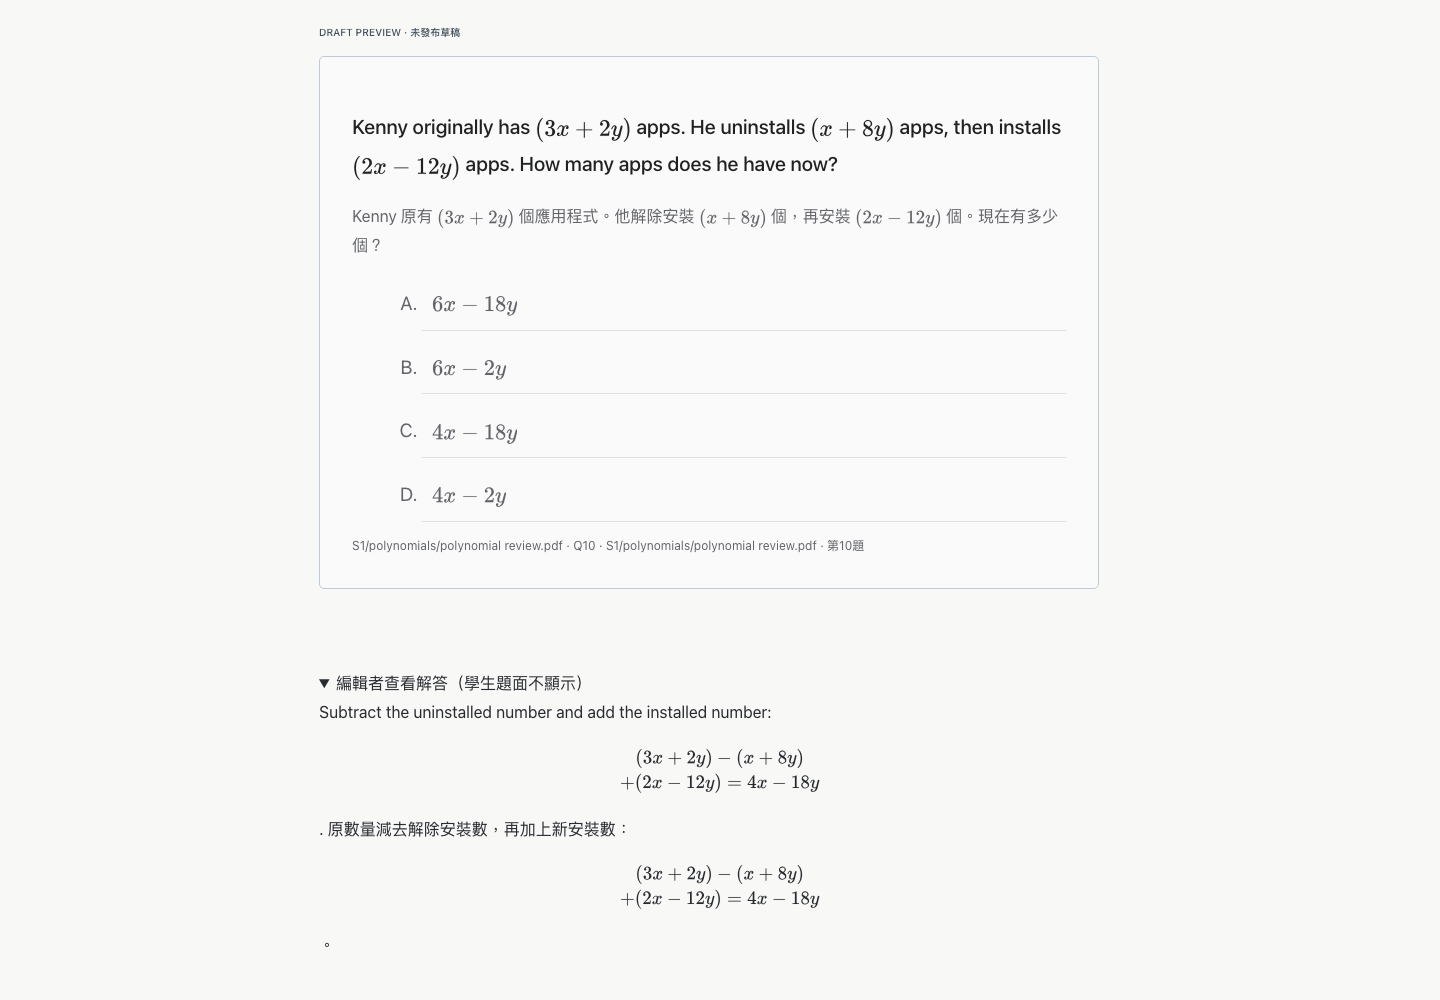 DRAFT PREVIEW · 未發布草稿
Kenny originally has (3x + 2y) apps. He uninstalls (x + 8y) apps, then installs
(2x − 12y) apps. How many apps does he have now?
Kenny 原有 (3x + 2y) 個應用程式。他解除安裝 (x + 8y) 個，再安裝 (2x − 12y) 個。現在有多少
個？
A. 6x − 18y
B. 6x − 2y
C. 4x − 18y
D. 4x − 2y
S1/polynomials/polynomial review.pdf · Q10 · S1/polynomials/polynomial review.pdf · 第10題
▼ 編輯者查看解答（學生題面不顯示）
Subtract the uninstalled number and add the installed number:
(3x + 2y) − (x + 8y)
+(2x − 12y) = 4x − 18y
. 原數量減去解除安裝數，再加上新安裝數：
(3x + 2y) − (x + 8y)
+(2x − 12y) = 4x − 18y
。